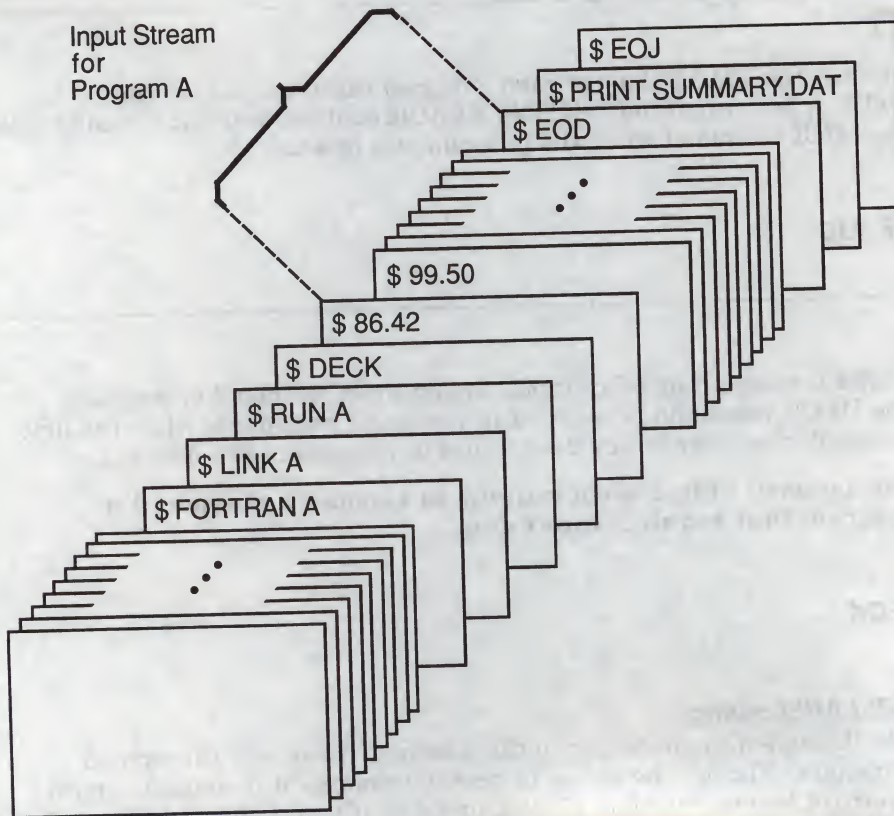 Input Stream
for
Program A
$ EOJ
$ PRINT SUMMARY.DAT
$ EOD
$ 99.50
$ 86.42
$ DECK
$ RUN A
$ LINK A
$ FORTRAN A